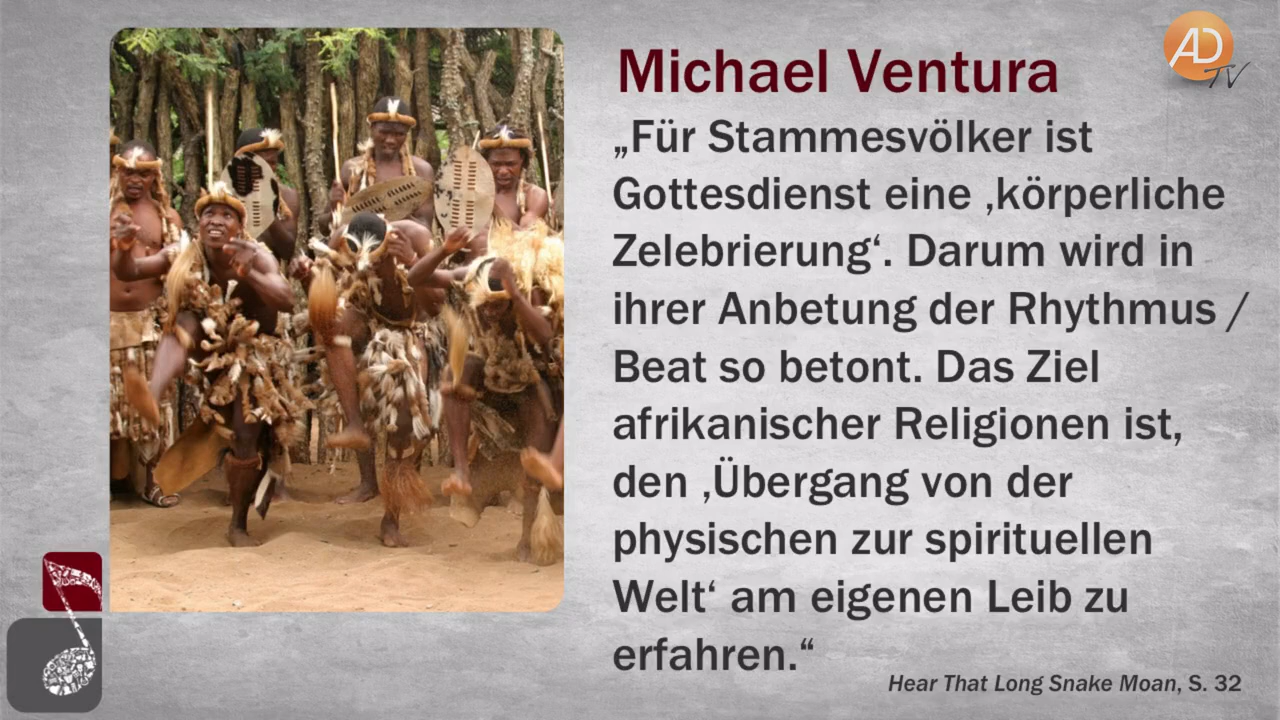 AD
TV
Michael Ventura
„Für Stammesvölker ist
Gottesdienst eine ‚körperliche
Zelebrierung‘. Darum wird in
ihrer Anbetung der Rhythmus /
Beat so betont. Das Ziel
afrikanischer Religionen ist,
den ‚Übergang von der
physischen zur spirituellen
Welt‘ am eigenen Leib zu
erfahren.“
Hear That Long Snake Moan, S. 32